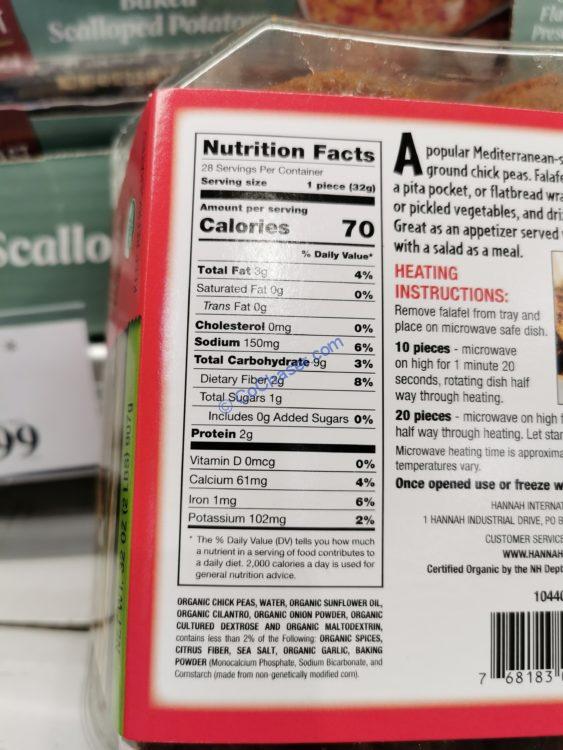 Baked
Scalloped Potatoes
Scallo
99
NET WT. 32 OZ (2 LBS) 907g
Nutrition Facts
28 Servings Per Container
Serving size 1 piece (32g)
Amount per serving
Calories 70
% Daily Value*
Total Fat 3g 4%
Saturated Fat 0g 0%
Trans Fat 0g
Cholesterol 0mg 0%
Sodium 150mg 6%
Total Carbohydrate 9g 3%
Dietary Fiber 2g 8%
Total Sugars 1g
Includes 0g Added Sugars 0%
Protein 2g
Vitamin D 0mcg 0%
Calcium 61mg 4%
Iron 1mg 6%
Potassium 102mg 2%
* The % Daily Value (DV) tells you how much
a nutrient in a serving of food contributes to
a daily diet. 2,000 calories a day is used for
general nutrition advice.
ORGANIC CHICK PEAS, WATER, ORGANIC SUNFLOWER OIL,
ORGANIC CILANTRO, ORGANIC ONION POWDER, ORGANIC
CULTURED DEXTROSE AND ORGANIC MALTODEXTRIN,
contains less than 2% of the Following: ORGANIC SPICES,
CITRUS FIBER, SEA SALT, ORGANIC GARLIC, BAKING
POWDER (Monocalcium Phosphate, Sodium Bicarbonate, and
Cornstarch (made from non-genetically modified corn).
A popular Mediterranean-s
ground chick peas. Falafe
a pita pocket, or flatbread wra
or pickled vegetables, and dri
Great as an appetizer served
with a salad as a meal.
HEATING
INSTRUCTIONS:
Remove falafel from tray and
place on microwave safe dish.
10 pieces - microwave
on high for 1 minute 20
seconds, rotating dish half
way through heating.
20 pieces - microwave on high f
half way through heating. Let star
Microwave heating time is approxima
temperatures vary.
Once opened use or freeze w
HANNAH INTERNAT
1 HANNAH INDUSTRIAL DRIVE, PO B
CUSTOMER SERVICE
WWW.HANNAH
Certified Organic by the NH Dept
10440
7 68183
© CoChaser.com